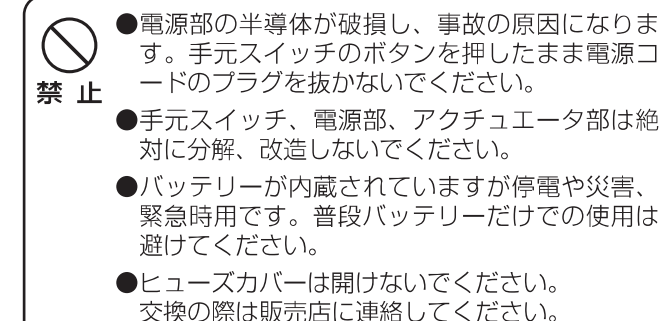 ●電源部の半導体が破損し、事故の原因になりま
す。手元スイッチのボタンを押したまま電源コ
ードのプラグを抜かないでください。
禁 止
●手元スイッチ、電源部、アクチュエータ部は絶
対に分解、改造しないでください。
●バッテリーが内蔵されていますが停電や災害、
緊急時用です。普段バッテリーだけでの使用は
避けてください。
●ヒューズカバーは開けないでください。
交換の際は販売店に連絡してください。